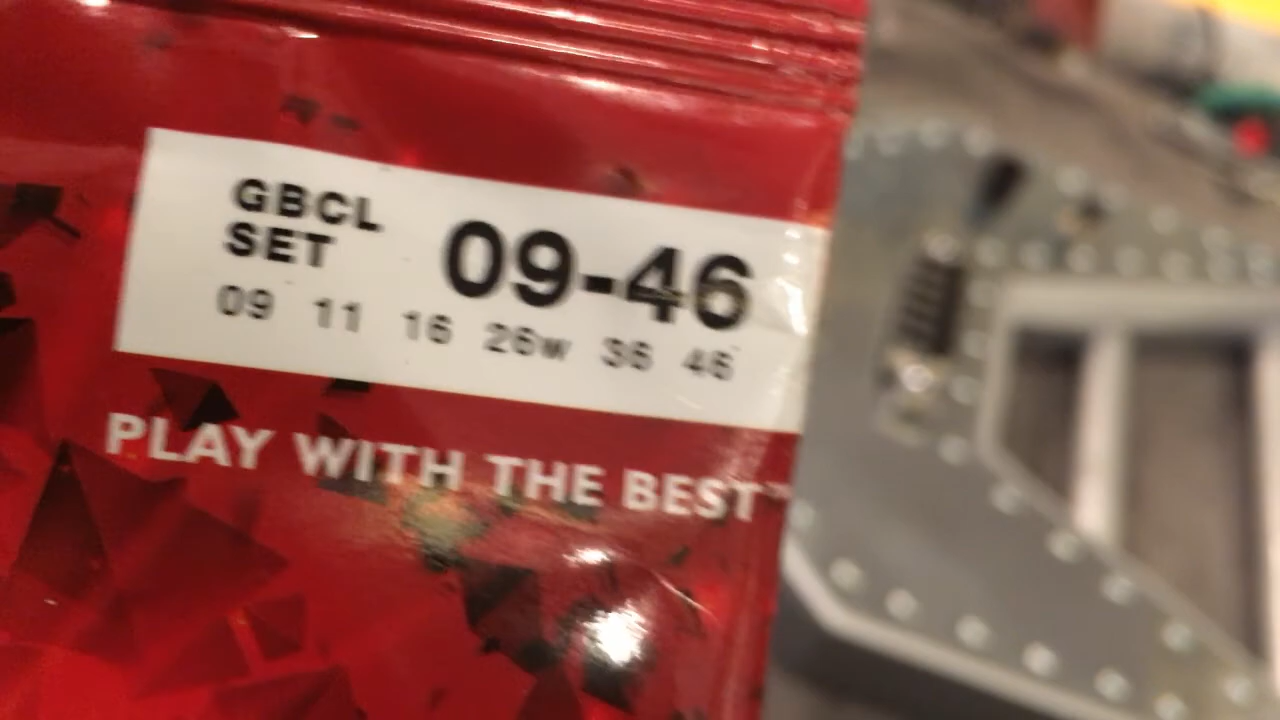 GBCL
SET
09-46
09 11 16 26w 36 46
PLAY WITH THE BEST™